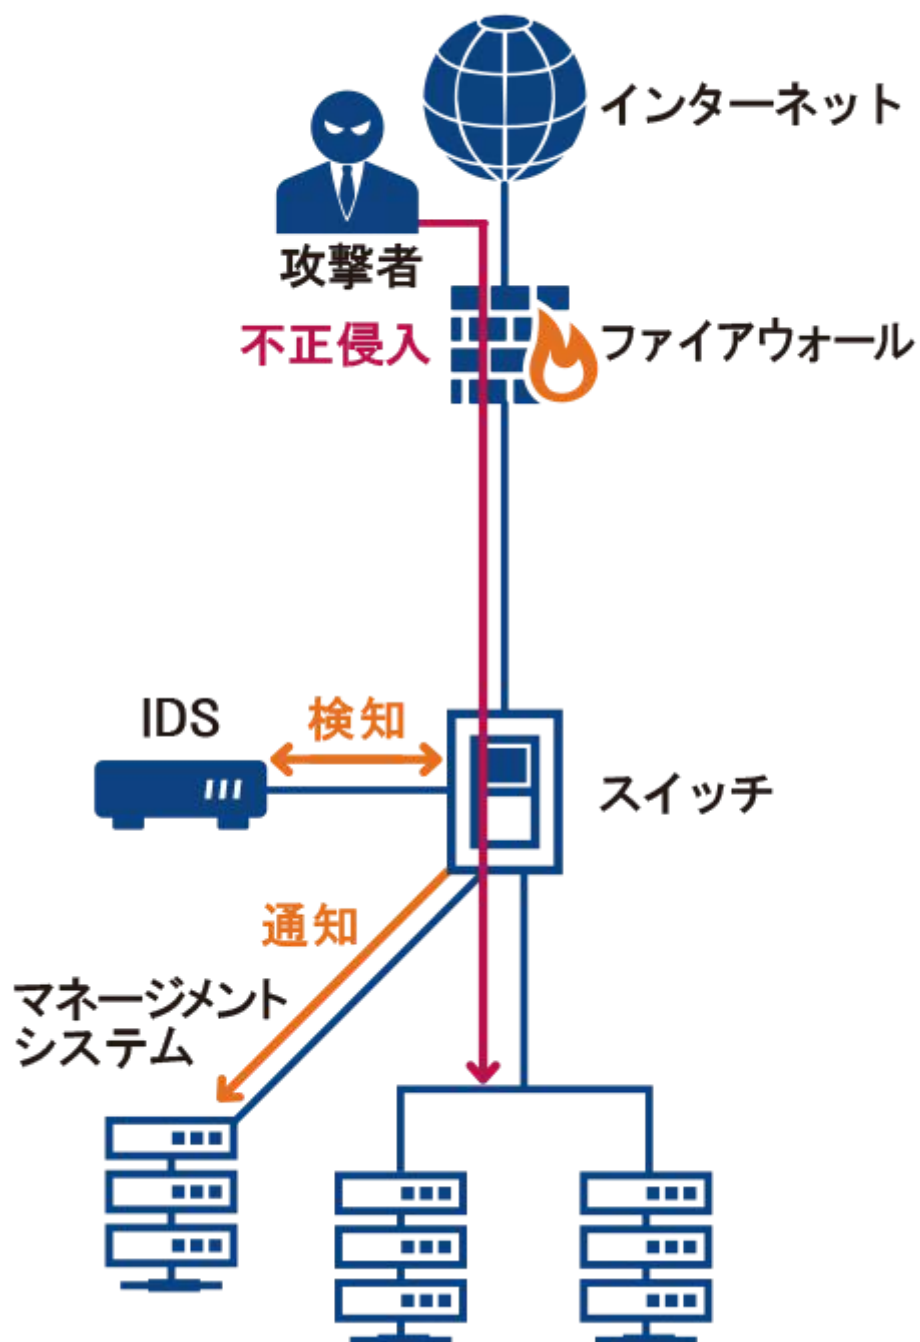 インターネット
攻撃者
不正侵入
ファイアウォール
IDS
検知
スイッチ
通知
マネージメント
システム